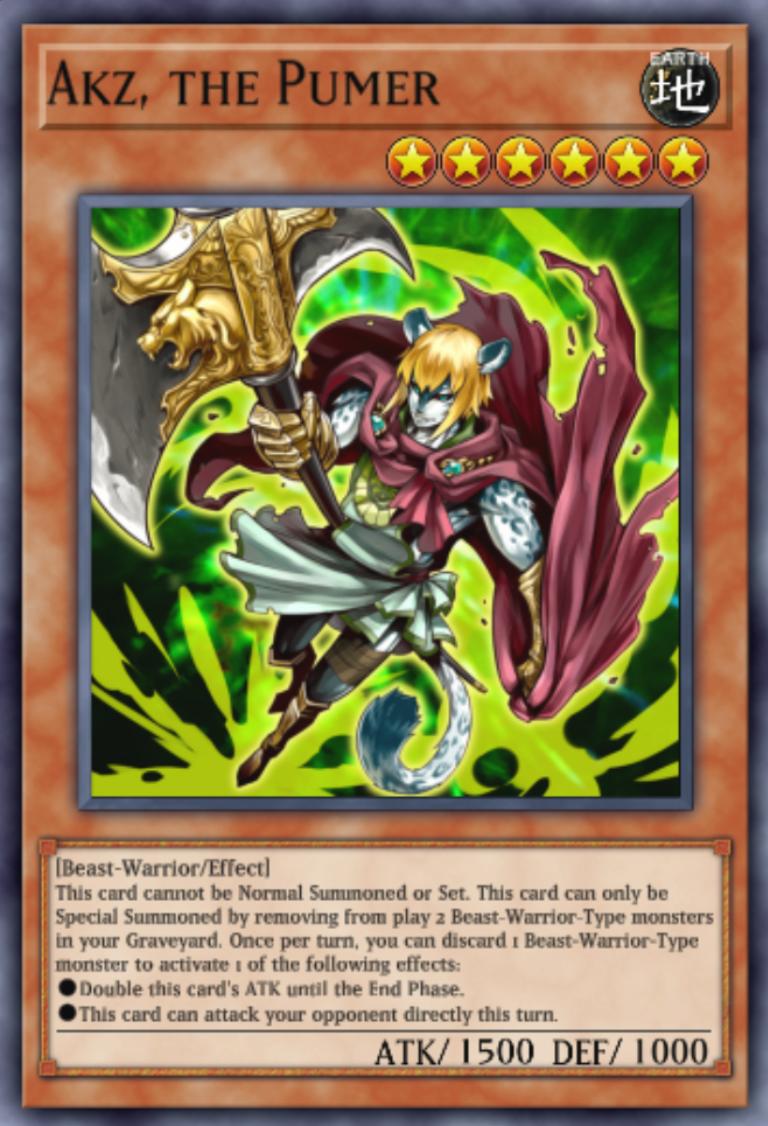 AKZ, THE PUMER
EARTH
地
[Beast-Warrior/Effect]
This card cannot be Normal Summoned or Set. This card can only be
Special Summoned by removing from play 2 Beast-Warrior-Type monsters
in your Graveyard. Once per turn, you can discard 1 Beast-Warrior-Type
monster to activate 1 of the following effects:
●Double this card's ATK until the End Phase.
●This card can attack your opponent directly this turn.
ATK/ 1500 DEF/ 1000